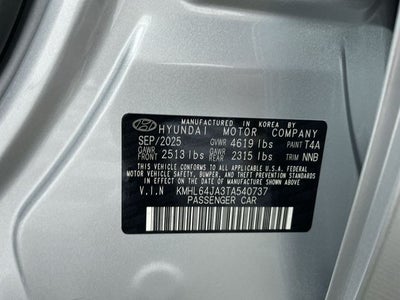 MANUFACTURED IN KOREA BY
HYUNDAI MOTOR COMPANY
SEP/2025 GVWR 4619 lbs PAINT T4A
GAWR FRONT 2513 lbs GAWR REAR 2315 lbs TRIM NNB
THIS VEHICLE CONFORMS TO ALL APPLICABLE U.S.A. FEDERAL
MOTOR VEHICLE SAFETY, BUMPER, AND THEFT PREVENTION
STANDARDS IN EFFECT ON THE DATE OF MANUFACTURE SHOWN ABOVE.
V.I.N KMHL64JA3TA540737
PASSENGER CAR